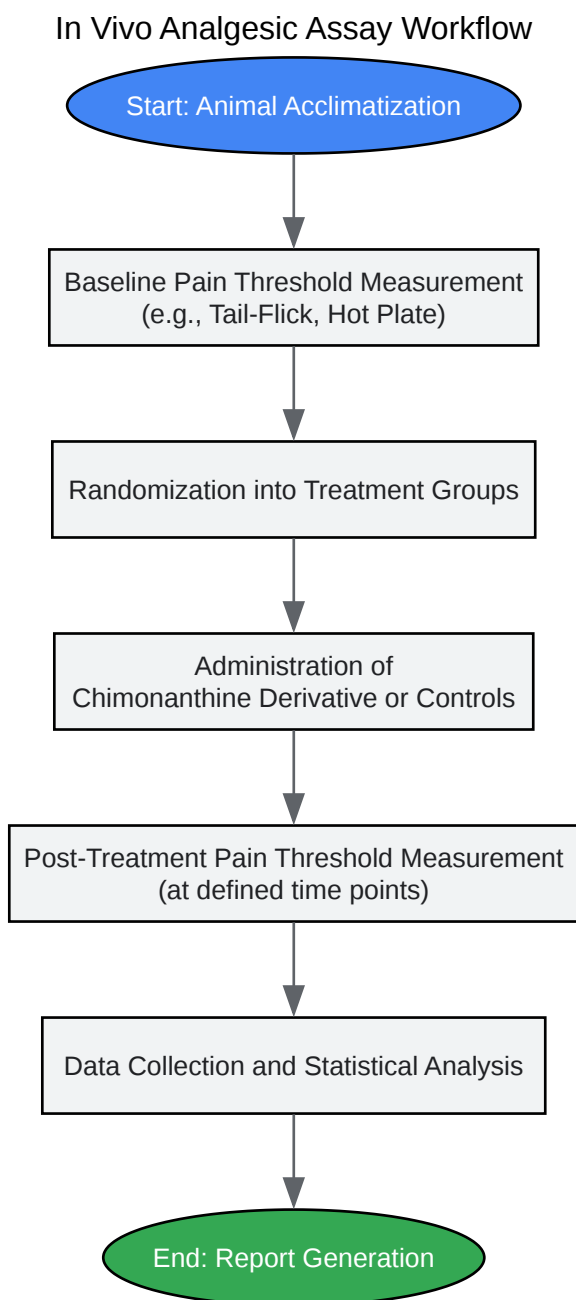 In Vivo Analgesic Assay Workflow
Start: Animal Acclimatization
Baseline Pain Threshold Measurement
(e.g., Tail-Flick, Hot Plate)
Randomization into Treatment Groups
Administration of
Chimonanthine Derivative or Controls
Post-Treatment Pain Threshold Measurement
(at defined time points)
Data Collection and Statistical Analysis
End: Report Generation